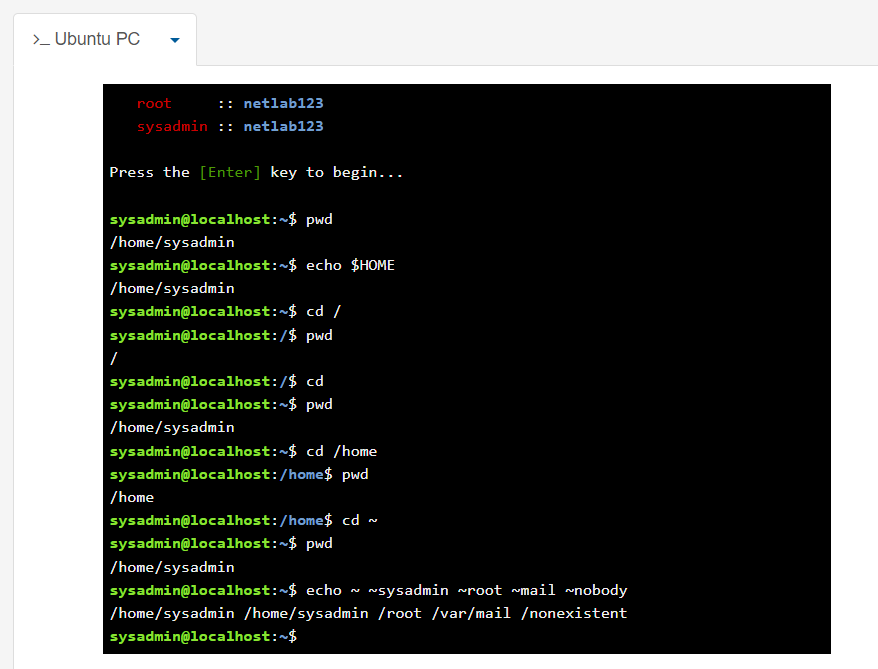 >_ Ubuntu PC
root :: netlab123
sysadmin :: netlab123
Press the [Enter] key to begin...
sysadmin@localhost:~$ pwd
/home/sysadmin
sysadmin@localhost:~$ echo $HOME
/home/sysadmin
sysadmin@localhost:~$ cd /
sysadmin@localhost:/$ pwd
/
sysadmin@localhost:/$ cd
sysadmin@localhost:~$ pwd
/home/sysadmin
sysadmin@localhost:~$ cd /home
sysadmin@localhost:/home$ pwd
/home
sysadmin@localhost:/home$ cd ~
sysadmin@localhost:~$ pwd
/home/sysadmin
sysadmin@localhost:~$ echo ~ ~sysadmin ~root ~mail ~nobody
/home/sysadmin /home/sysadmin /root /var/mail /nonexistent
sysadmin@localhost:~$